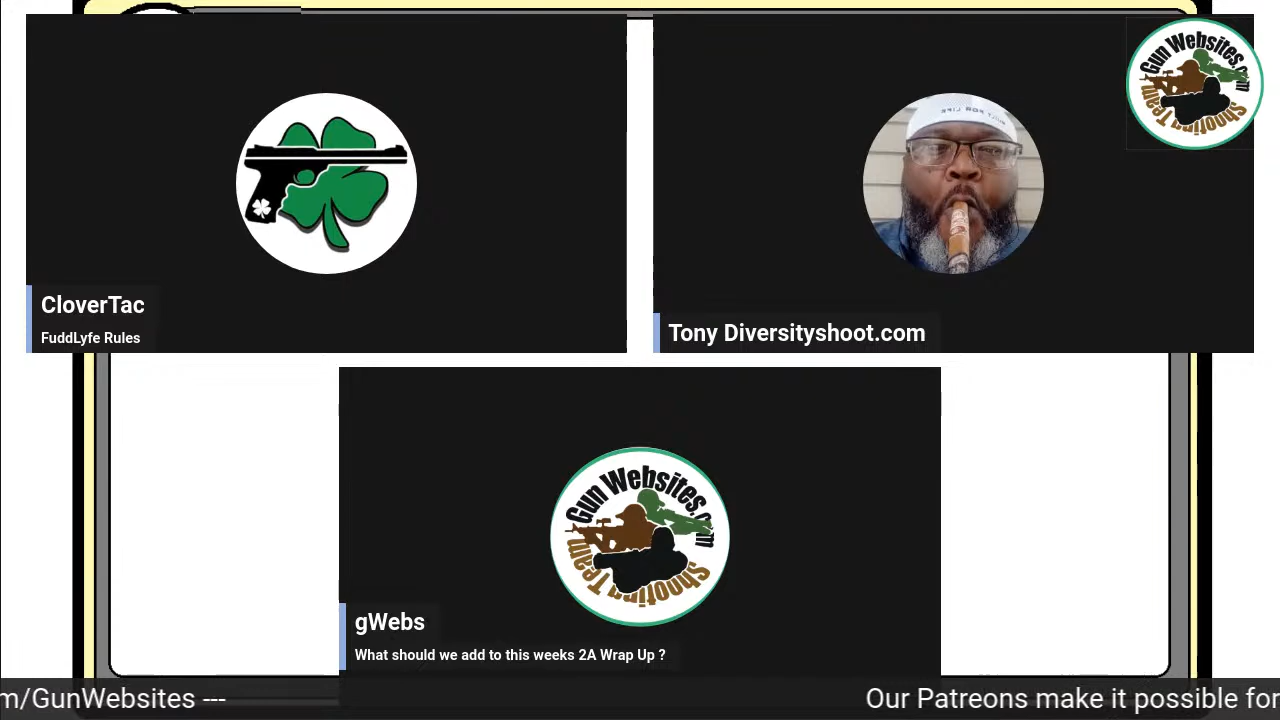 Gun Websites.com
Shooting Team
CloverTac
FuddLyfe Rules
Tony Diversityshoot.com
Gun Websites.com
Shooting Team
gWebs
What should we add to this weeks 2A Wrap Up ?
m/GunWebsites ---
Our Patreons make it possible for